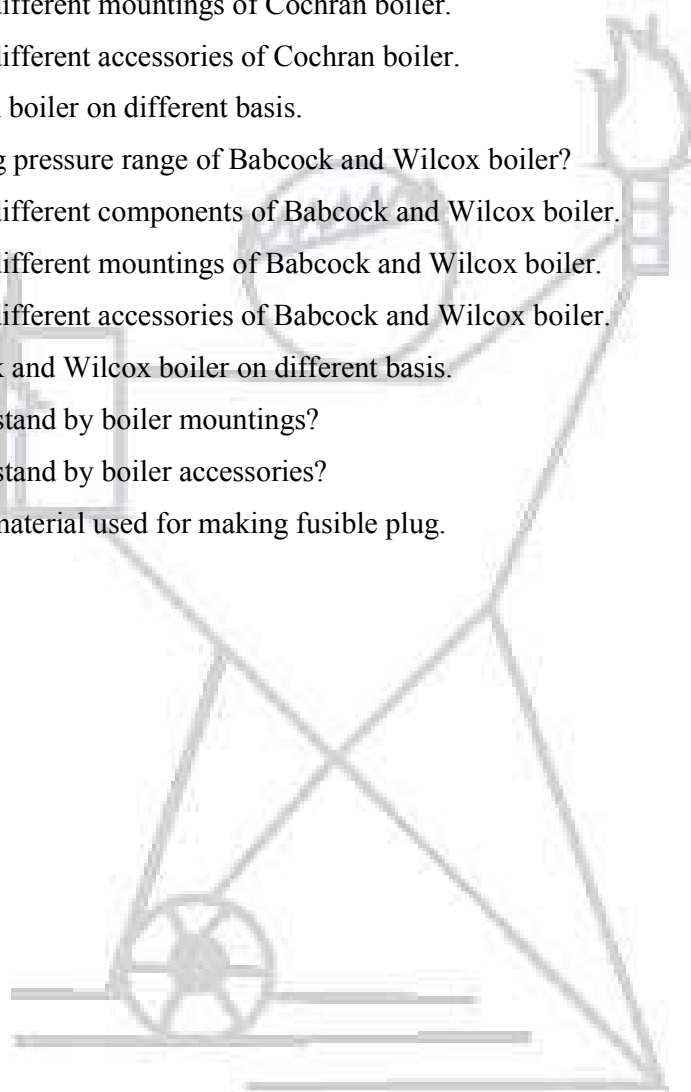 different mountings of Cochran boiler.
different accessories of Cochran boiler.
boiler on different basis.
pressure range of Babcock and Wilcox boiler?
different components of Babcock and Wilcox boiler.
different mountings of Babcock and Wilcox boiler.
different accessories of Babcock and Wilcox boiler.
and Wilcox boiler on different basis.
stand by boiler mountings?
stand by boiler accessories?
material used for making fusible plug.